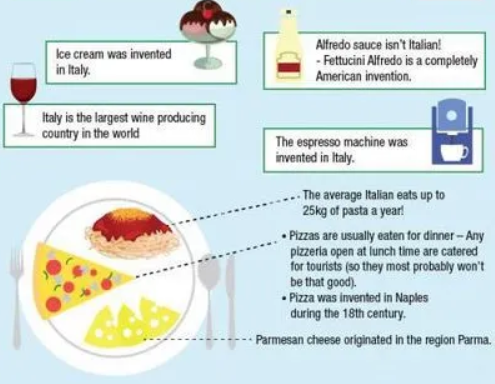 Ice cream was invented
in Italy.
Alfredo sauce isn't Italian!
- Fettucini Alfredo is a completely
American invention.
Italy is the largest wine producing
country in the world
The espresso machine was
invented in Italy.
The average Italian eats up to
25kg of pasta a year!
• Pizzas are usually eaten for dinner – Any
pizzeria open at lunch time are catered
for tourists (so they most probably won't
be that good).
• Pizza was invented in Naples
during the 18th century.
Parmesan cheese originated in the region Parma.